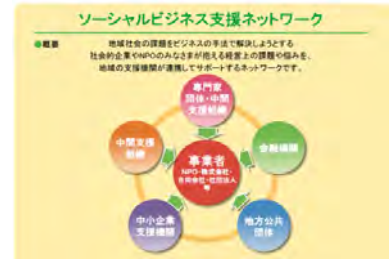 ソーシャルビジネス支援ネットワーク
●概要
地域社会の課題をビジネスの手法で解決しようとする
社会的企業やNPOのみなさまが抱える経営上の課題や悩みを、
地域の支援機関が連携してサポートするネットワークです。
専門家
団体・中間
支援組織
中間支援
組織
金融機関
事業者
NPO・株式会社・
合同会社・社団法人
等
中小企業
支援機関
地方公共
団体